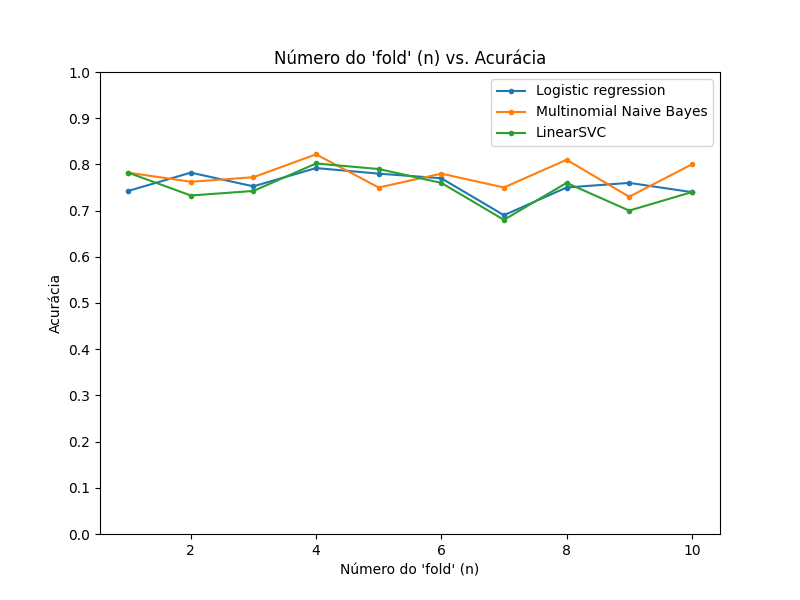 Número do 'fold' (n) vs. Acurácia
Logistic regression
Multinomial Naive Bayes
LinearSVC
1.0
0.9
0.8
0.7
0.6
0.5
0.4
0.3
0.2
0.1
0.0
Acurácia
2 4 6 8 10
Número do 'fold' (n)